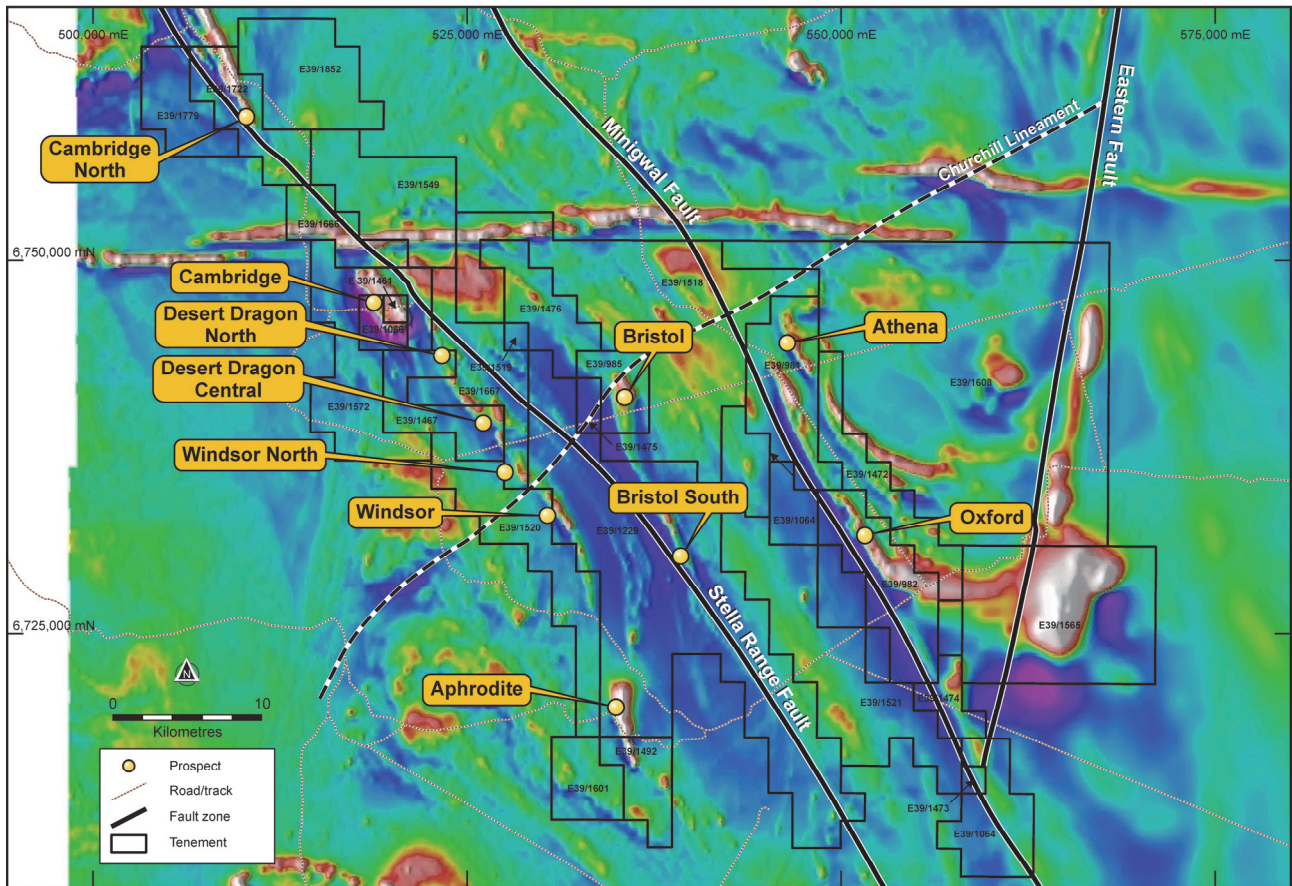 500,000 mE
525,000 mE
550,000 mE
575,000 mE
E39/1852
E39/1722
E39/1779
Cambridge
North
Minigwal Fault
Churchill Lineament
Eastern Fault
E39/1549
E39/1666
6,750,000 mN
Cambridge
E39/1461
E39/1086
E39/1476
E39/1518
Desert Dragon
North
Bristol
Athena
E39/1519
E39/985
E39/981
E39/1608
Desert Dragon
Central
E39/1667
E39/1572
E39/1467
E39/1475
Windsor North
E39/1472
Windsor
Bristol South
Oxford
E39/1520
E39/1229
E39/1064
E39/982
Stella Range Fault
6,725,000 mN
E39/1565
N
Aphrodite
0
10
Kilometres
E39/1521
E39/1474
E39/1492
E39/1601
E39/1473
E39/1064
Prospect
Road/track
Fault zone
Tenement